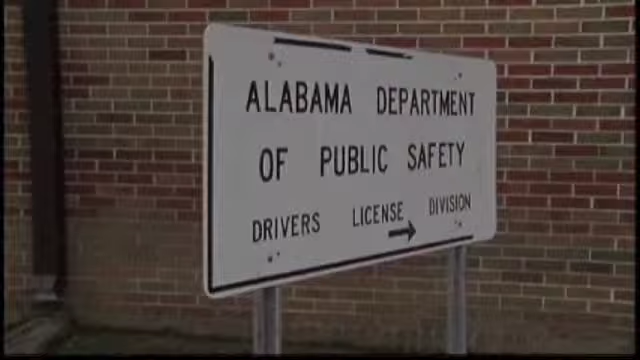 ALABAMA DEPARTMENT
OF PUBLIC SAFETY
DRIVERS LICENSE DIVISION